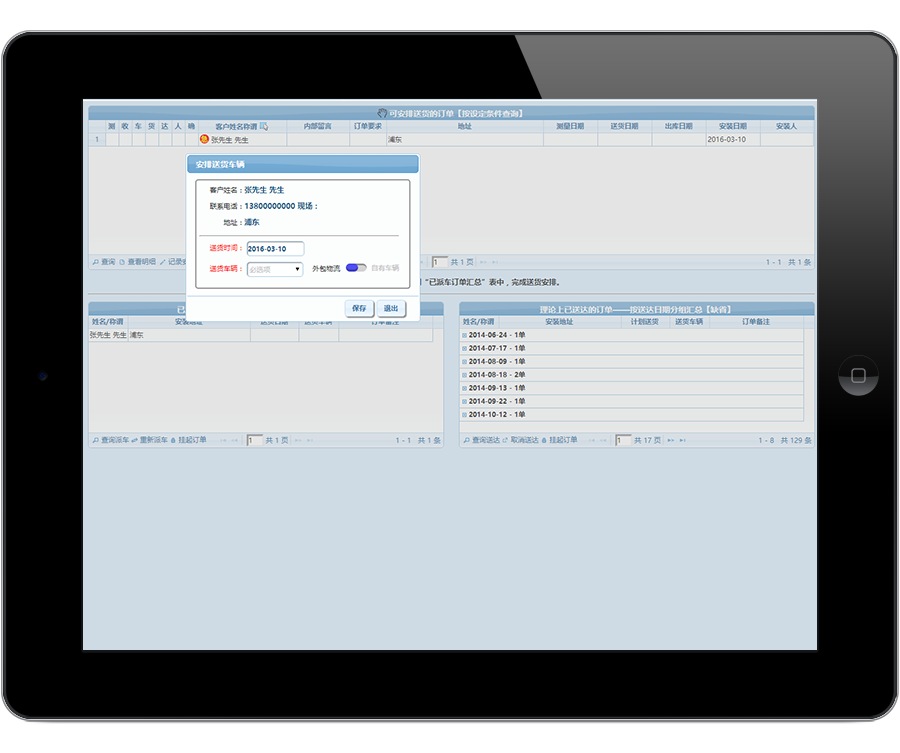 可安排送货的订单【按设定条件查询】
测 收 车 货 达 人 确 客户姓名称谓 内部留言 订单要求 地址 测量日期 送货日期 出库日期 安装日期 安装人
1 张先生 先生 浦东 2016-03-10
安排送货车辆
客户姓名：张先生 先生
联系电话：13800000000 现场：
地址：浦东
送货时间： 2016-03-10
送货车辆： 必选项 外包物流 自有车辆
保存 退出
查询 查看明细 记录 1 共 1 页 1 - 1 共 1 条
"已派车订单汇总"表中，完成送货安排。
已
姓名/称谓 安装地址 送货日期 送货车辆 订单备注
张先生 先生 浦东
查询派车 重新派车 挂起订单 1 共 1 页 1 - 1 共 1 条
理论上已送达的订单——按送达日期分组汇总【缺省】
姓名/称谓 安装地址 计划送货 送货车辆 订单备注
2014-06-24 - 1单
2014-07-17 - 1单
2014-08-09 - 1单
2014-08-18 - 2单
2014-09-13 - 1单
2014-09-22 - 1单
2014-10-12 - 1单
查询送达 取消送达 挂起订单 1 共 17 页 1 - 8 共 129 条